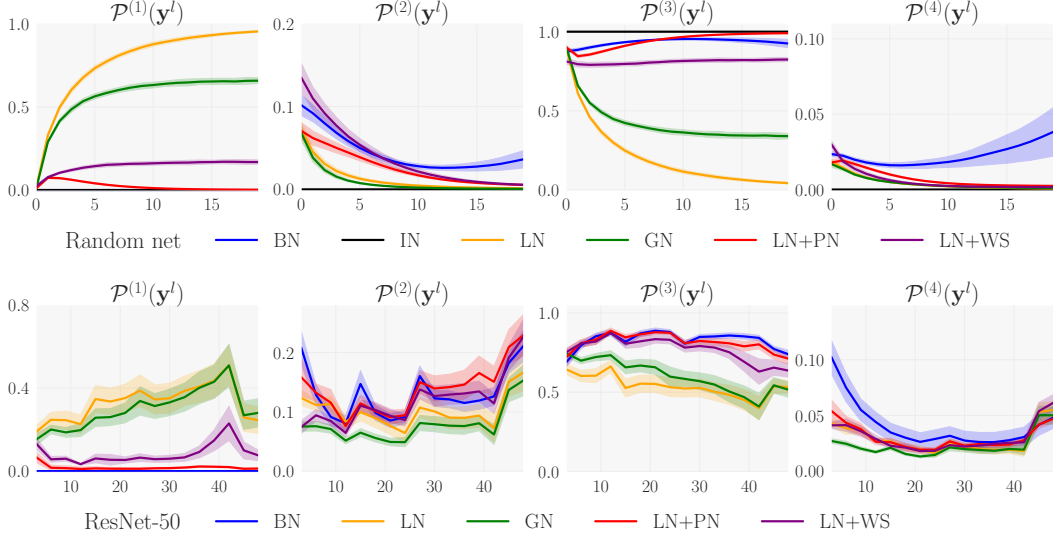 𝒫⁽¹⁾(𝐲ˡ) 𝒫⁽²⁾(𝐲ˡ) 𝒫⁽³⁾(𝐲ˡ) 𝒫⁽⁴⁾(𝐲ˡ)
1.0 0.2 1.0 0.10
0.5 0.1 0.5 0.05
0.0 0.0 0.0 0.00
0 5 10 15 0 5 10 15 0 5 10 15 0 5 10 15
Random net BN IN LN GN LN+PN LN+WS
𝒫⁽¹⁾(𝐲ˡ) 𝒫⁽²⁾(𝐲ˡ) 𝒫⁽³⁾(𝐲ˡ) 𝒫⁽⁴⁾(𝐲ˡ)
0.8 0.2 1.0 0.10
0.4 0.1 0.5 0.05
0.0 0.0 0.0 0.00
10 20 30 40 10 20 30 40 10 20 30 40 10 20 30 40
ResNet-50 BN LN GN LN+PN LN+WS